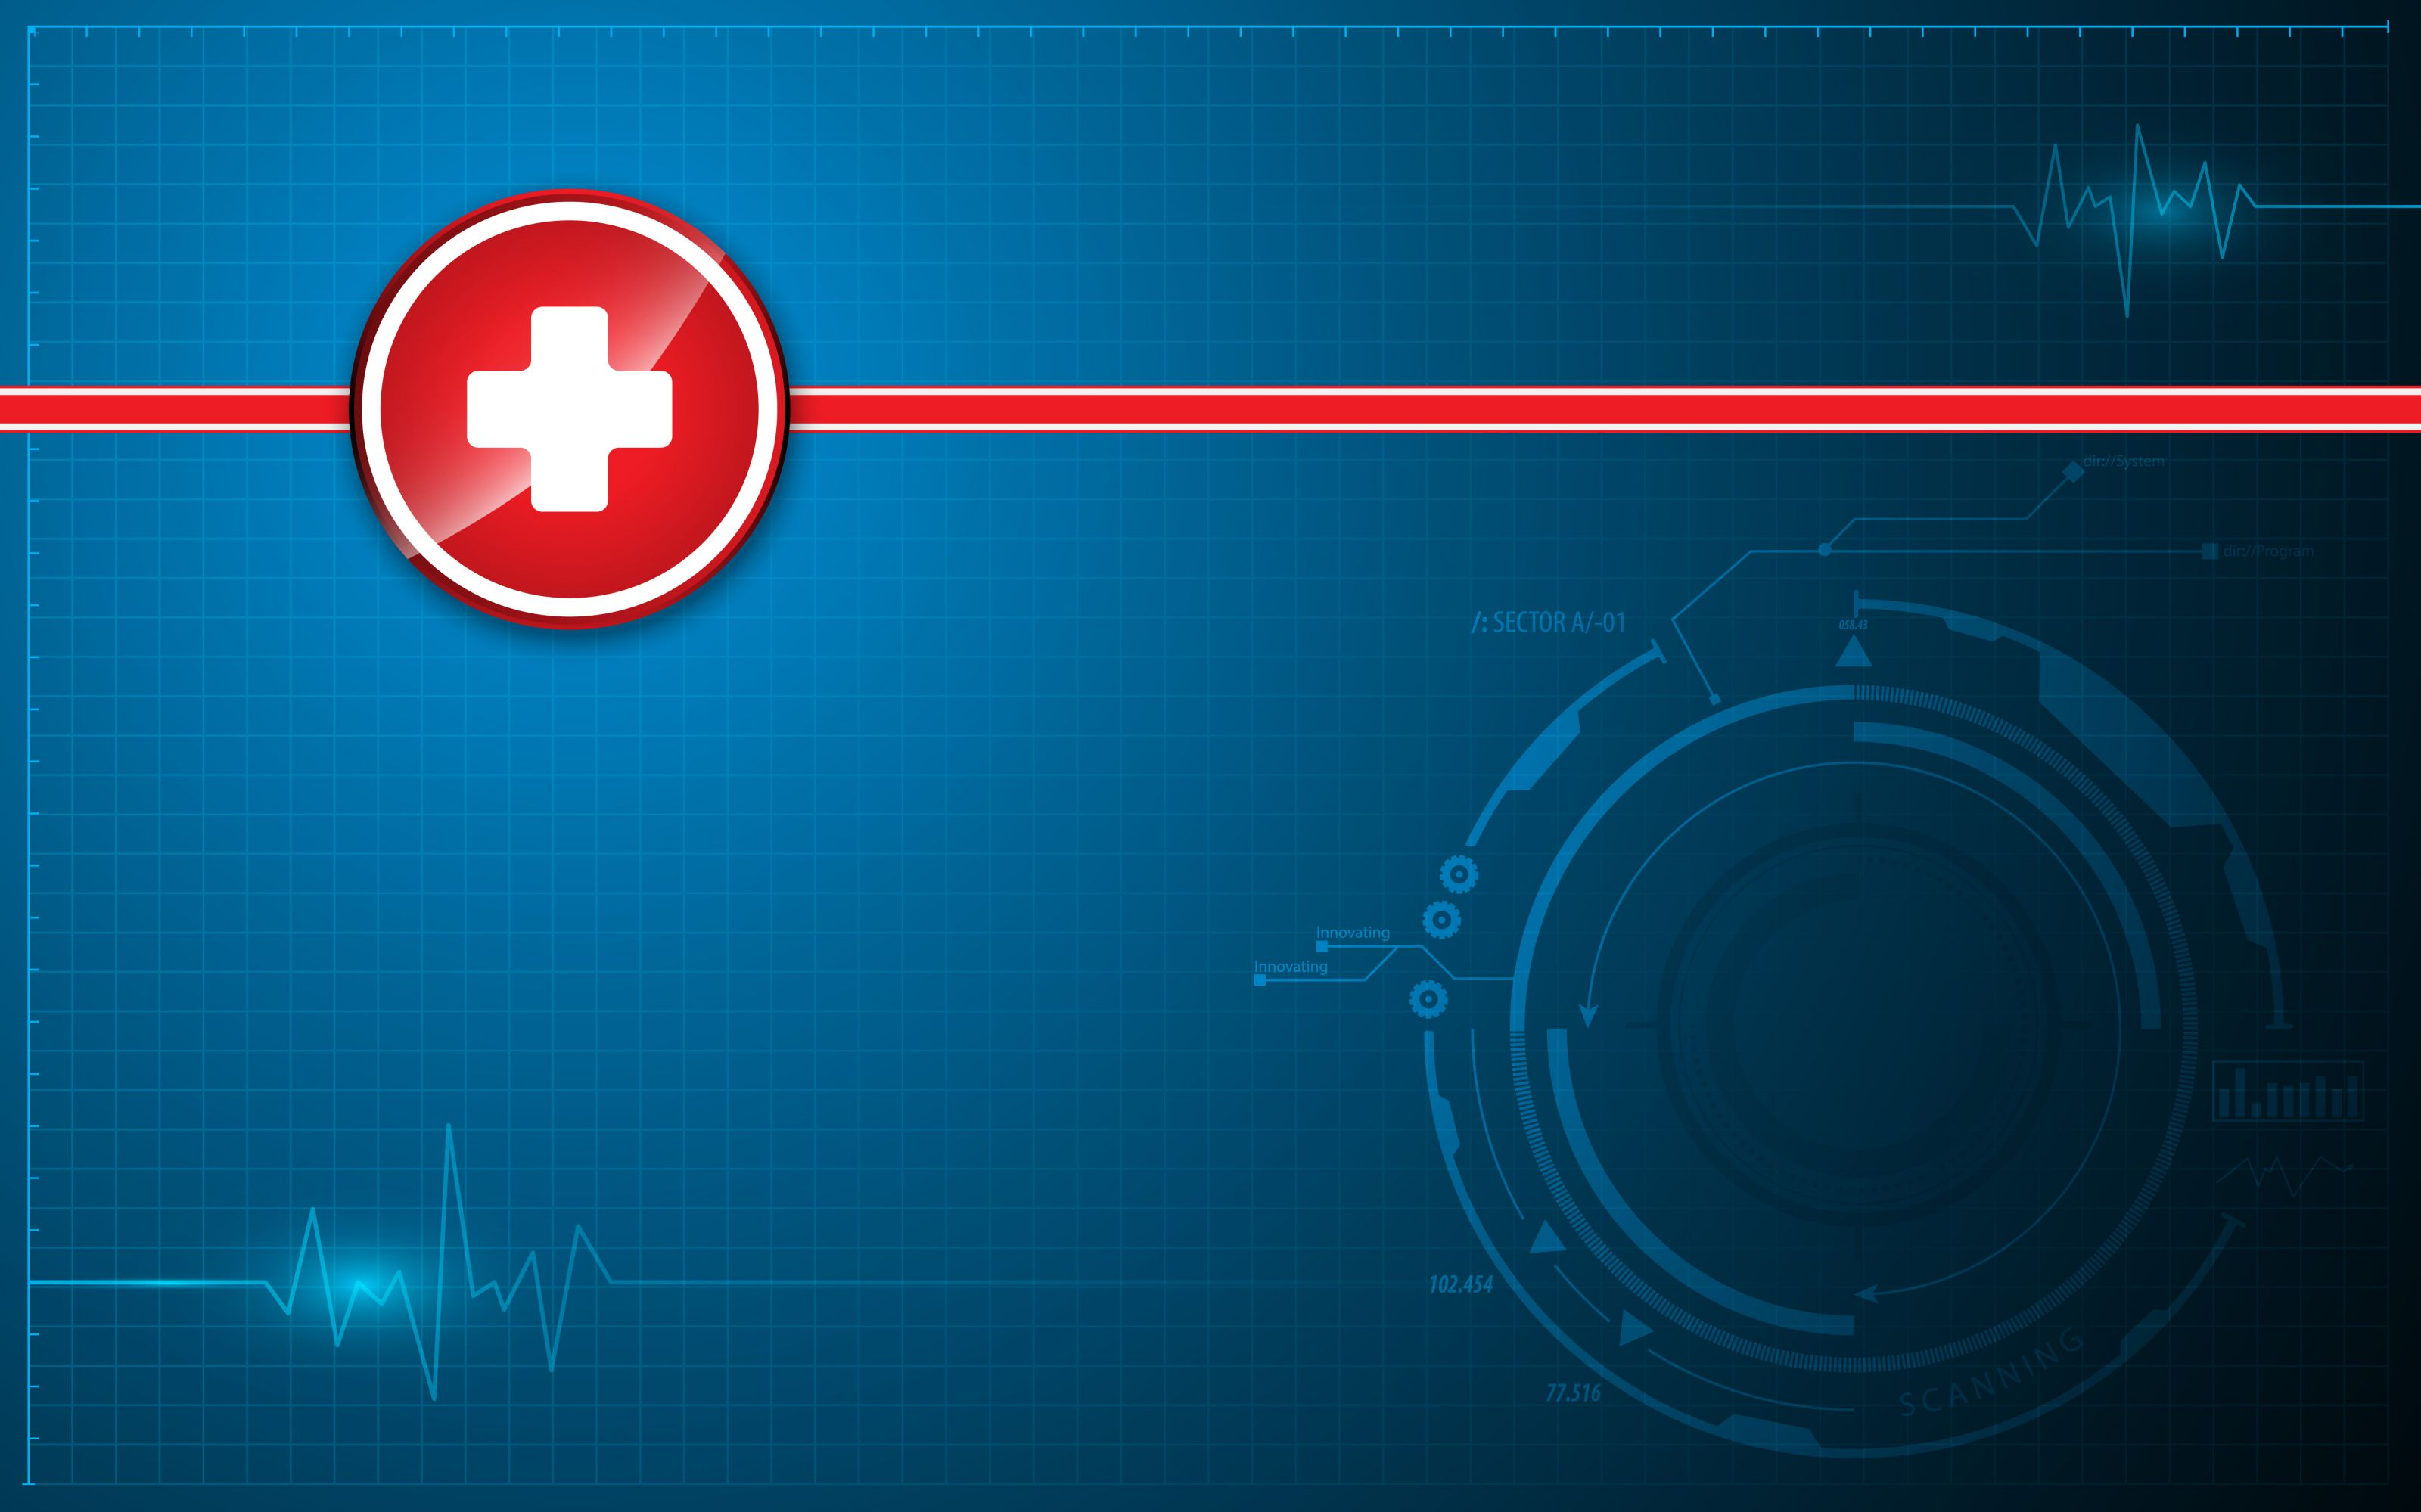 dir://System
dir://Program
/: SECTOR A/-01
058.43
Innovating
Innovating
102.454
77.516
SCANNING